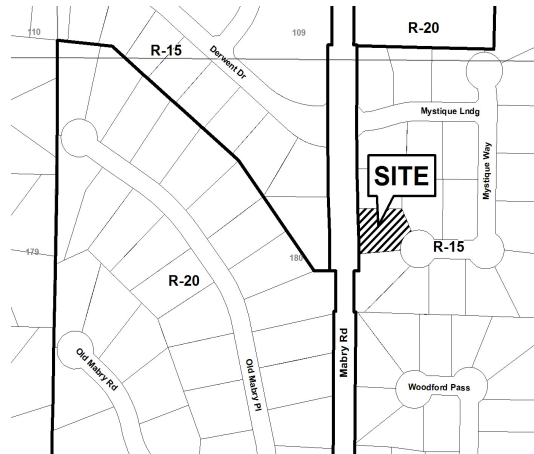 110
R-15
109
R-20
Derwent Dr
Mystique Lndg
Mystique Way
SITE
179
180
R-15
R-20
Mabry Rd
Old Mabry Rd
Old Mabry Pl
Woodford Pass